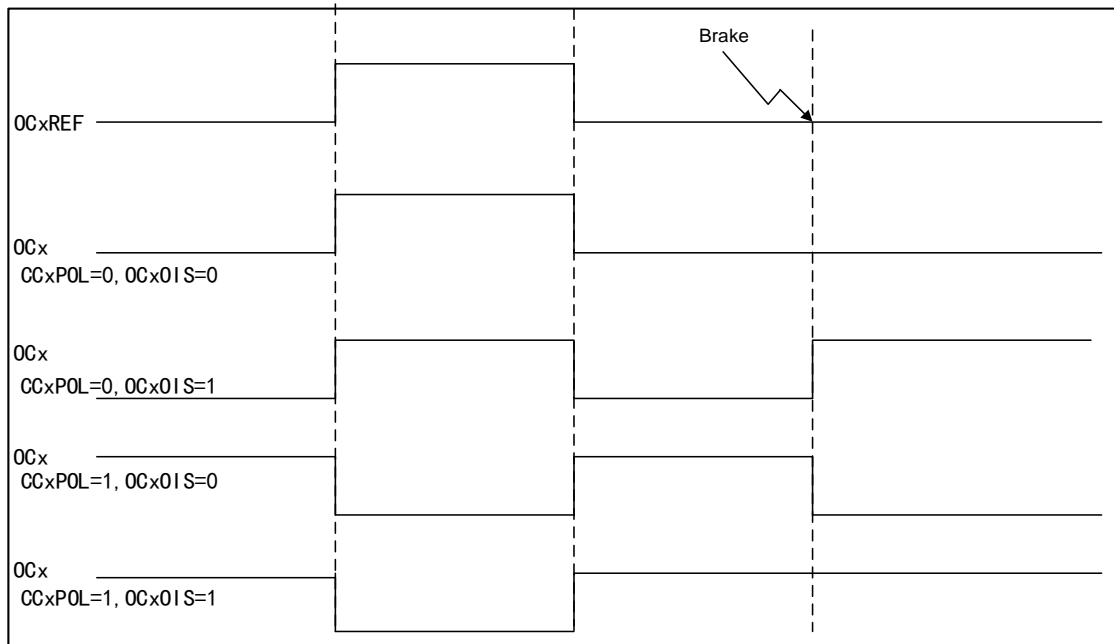 Brake
OCxREF
OCx
CCxPOL=0, OCxOIS=0
OCx
CCxPOL=0, OCxOIS=1
OCx
CCxPOL=1, OCxOIS=0
OCx
CCxPOL=1, OCxOIS=1